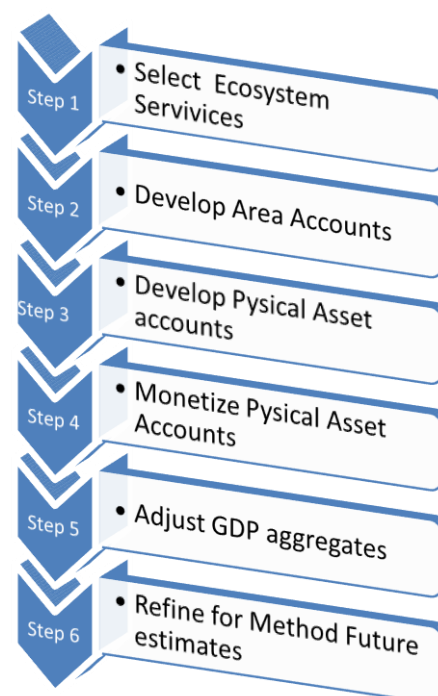 Step 1
• Select Ecosystem
Servivices
Step 2
• Develop Area Accounts
Step 3
• Develop Pysical Asset
accounts
Step 4
• Monetize Pysical Asset
Accounts
Step 5
• Adjust GDP aggregates
Step 6
• Refine for Method Future
estimates